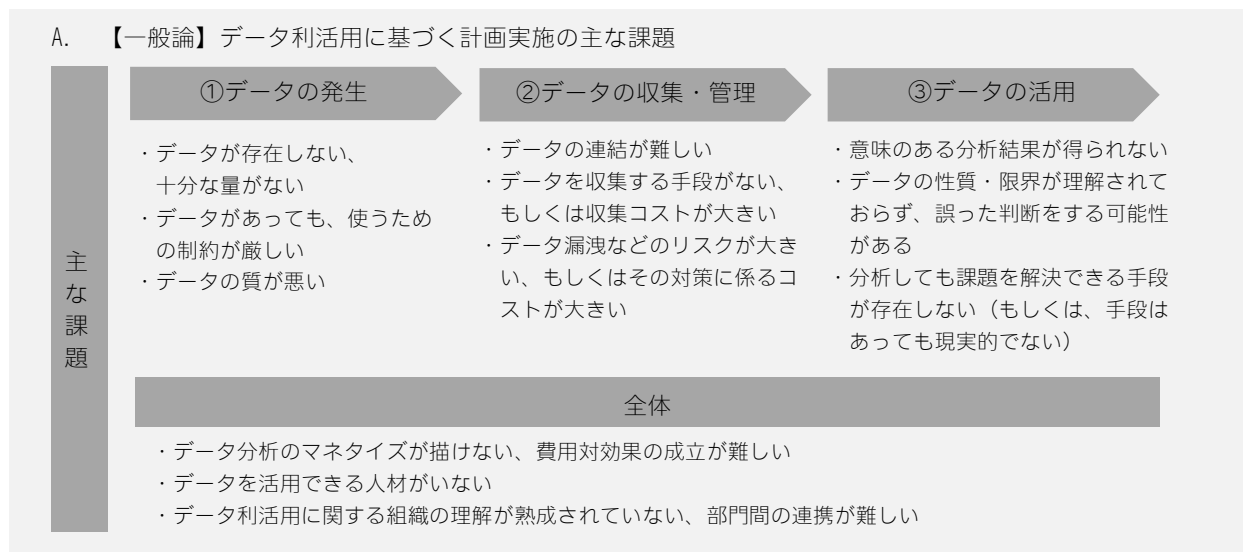 A. 【一般論】データ利活用に基づく計画実施の主な課題
主な課題
①データの発生
・データが存在しない、
十分な量がない
・データがあっても、使うため
の制約が厳しい
・データの質が悪い
②データの収集・管理
・データの連結が難しい
・データを収集する手段がない、
もしくは収集コストが大きい
・データ漏洩などのリスクが大き
い、もしくはその対策に係るコ
ストが大きい
③データの活用
・意味のある分析結果が得られない
・データの性質・限界が理解されて
おらず、誤った判断をする可能性
がある
・分析しても課題を解決できる手段
が存在しない（もしくは、手段は
あっても現実的でない）
全体
・データ分析のマネタイズが描けない、費用対効果の成立が難しい
・データを活用できる人材がいない
・データ利活用に関する組織の理解が熟成されていない、部門間の連携が難しい